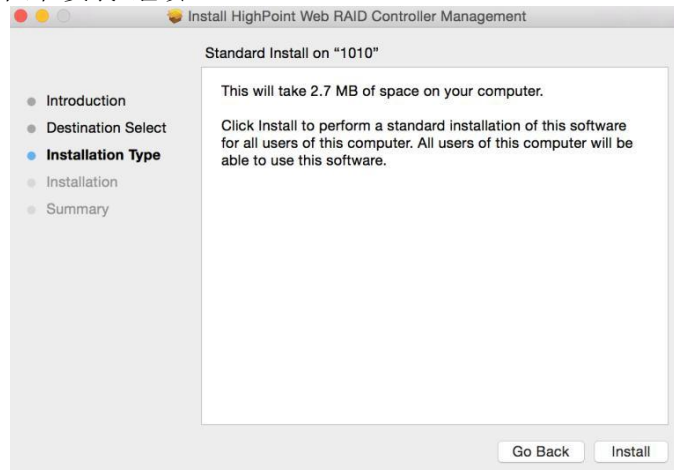 Install HighPoint Web RAID Controller Management
Standard Install on “1010”
Introduction
Destination Select
Installation Type
Installation
Summary
This will take 2.7 MB of space on your computer.
Click Install to perform a standard installation of this software
for all users of this computer. All users of this computer will be
able to use this software.
Go Back
Install